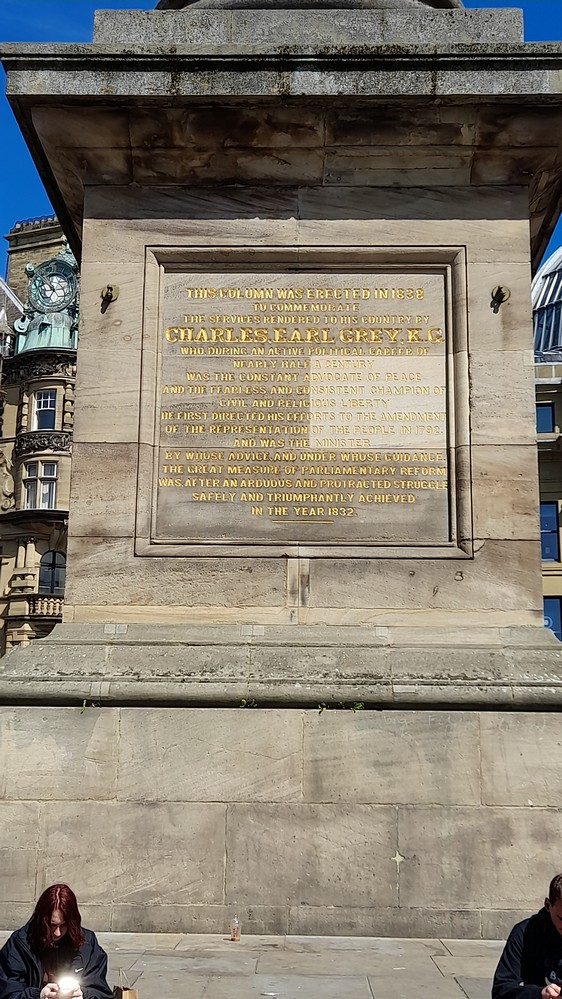 THIS COLUMN WAS ERECTED IN 1838
TO COMMEMORATE
THE SERVICES RENDERED TO HIS COUNTRY BY
CHARLES, EARL GREY, K.G.
WHO DURING AN ACTIVE POLITICAL CAREER OF
NEARLY HALF A CENTURY
WAS THE CONSTANT ADVOCATE OF PEACE
AND THE FEARLESS AND CONSISTENT CHAMPION OF
CIVIL AND RELIGIOUS LIBERTY
HE FIRST DIRECTED HIS EFFORTS TO THE AMENDMENT
OF THE REPRESENTATION OF THE PEOPLE IN 1792.
AND WAS THE MINISTER
BY WHOSE ADVICE, AND UNDER WHOSE GUIDANCE.
THE GREAT MEASURE OF PARLIAMENTARY REFORM
WAS, AFTER AN ARDUOUS AND PROTRACTED STRUGGLE
SAFELY AND TRIUMPHANTLY ACHIEVED
IN THE YEAR 1832.